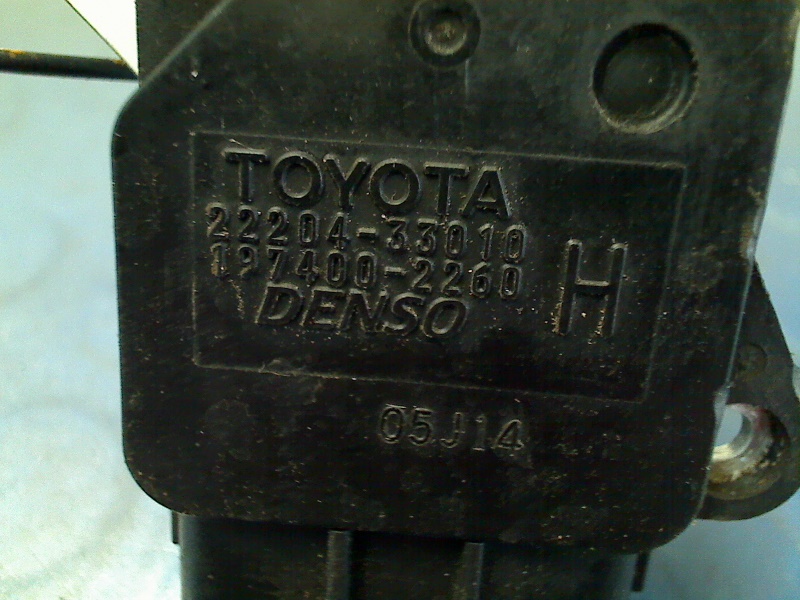 TOYOTA
22204-33010
197400-2260
DENSO
H
05J14